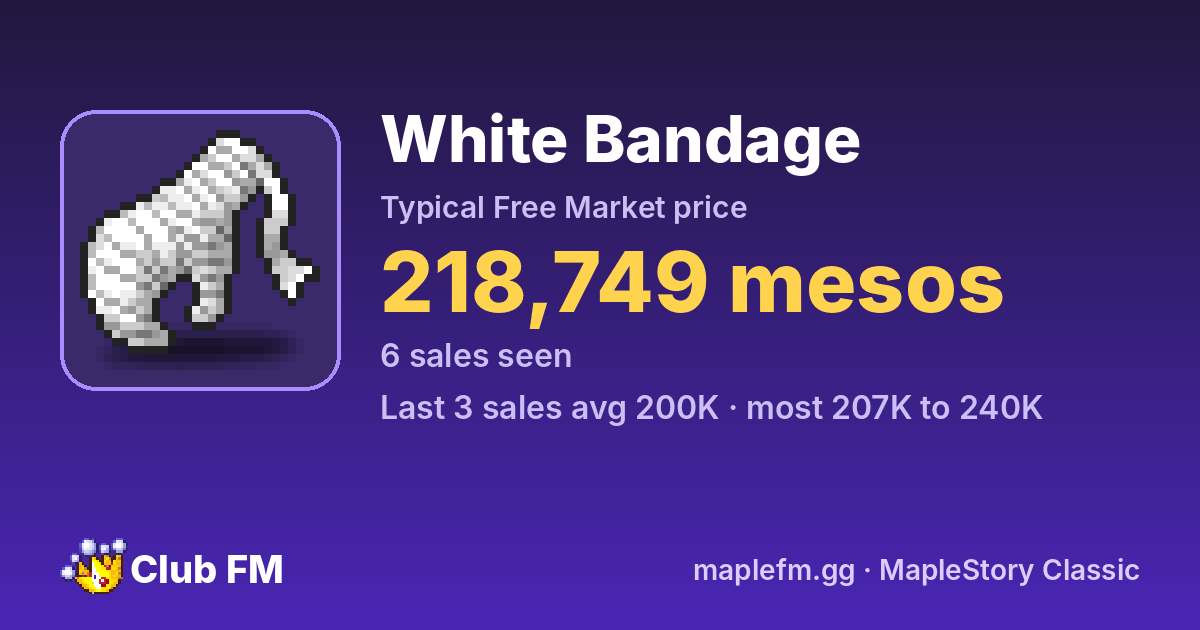 White Bandage
Typical Free Market price
218,749 mesos
6 sales seen
Last 3 sales avg 200K · most 207K to 240K
Club FM
maplefm.gg · MapleStory Classic